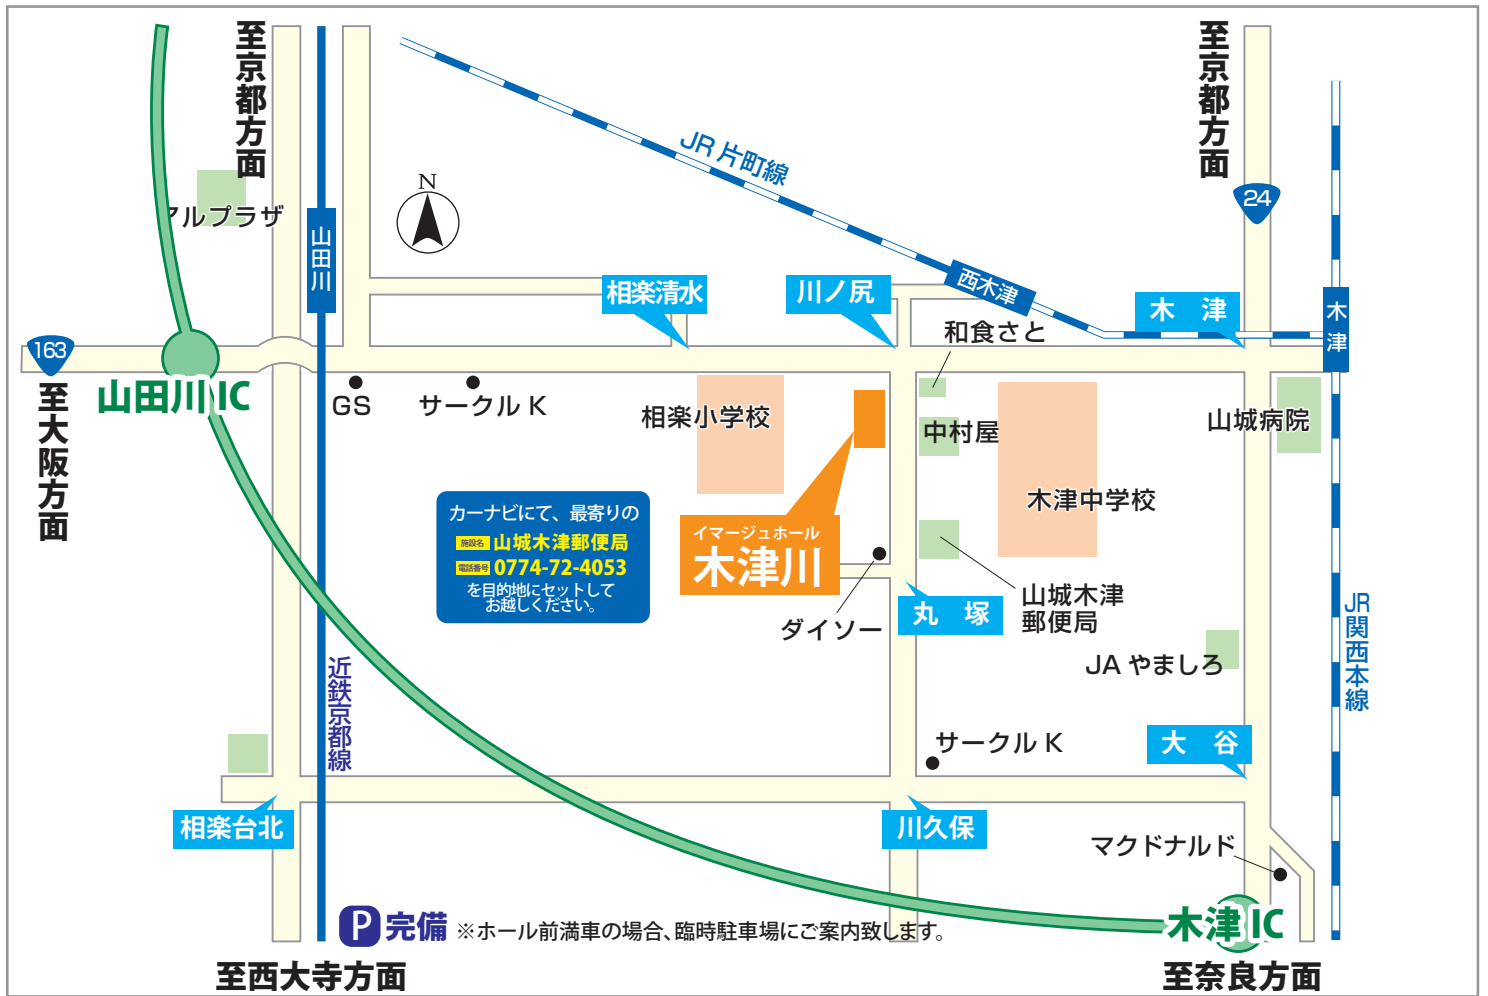 至京都方面
至京都方面
JR 片町線
24
N
アルプラザ
山田川
相楽清水
川ノ尻
西木津
木　津
木津
和食さと
163
山田川 IC
至大阪方面
GS
サークル K
相楽小学校
中村屋
山城病院
木津中学校
カーナビにて、最寄りの
施設名 山城木津郵便局
電話番号 0774-72-4053
を目的地にセットして
お越しください。
イマージュホール
木津川
ダイソー
丸　塚
山城木津
郵便局
JR関西本線
JA やましろ
近鉄京都線
サークル K
大　谷
相楽台北
川久保
マクドナルド
P 完備 ※ホール前満車の場合、臨時駐車場にご案内致します。
木津 IC
至西大寺方面
至奈良方面